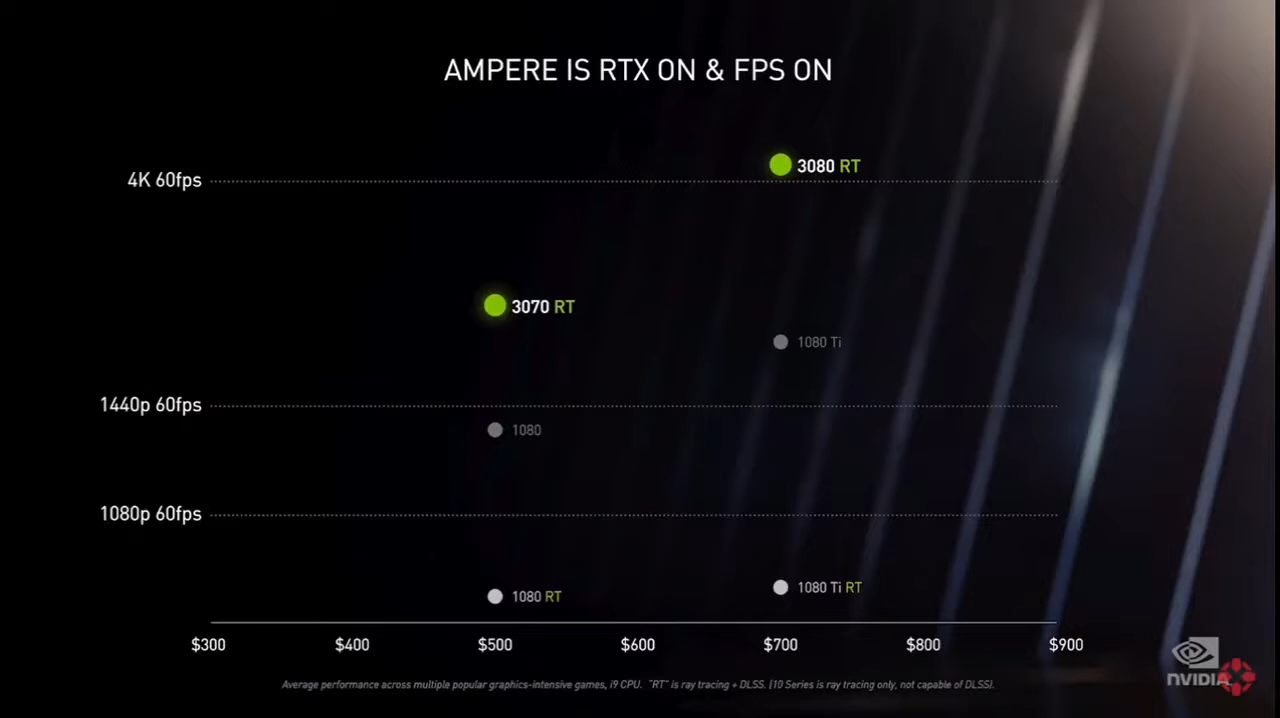 AMPERE IS RTX ON & FPS ON
3080 RT
4K 60fps
3070 RT
1080 Ti
1440p 60fps
1080
1080p 60fps
1080 Ti RT
1080 RT
$300 $400 $500 $600 $700 $800 $900
Average performance across multiple popular graphics-intensive games, i9 CPU. "RT" is ray tracing + DLSS. (10 Series is ray tracing only, not capable of DLSS).
NVIDIA